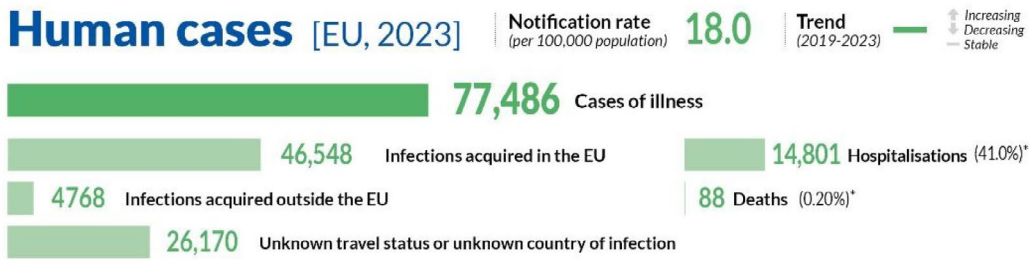 Human cases [EU, 2023]
Notification rate
(per 100,000 population)
18.0
Trend
(2019-2023)
Increasing
Decreasing
Stable
77,486 Cases of illness
46,548 Infections acquired in the EU
14,801 Hospitalisations (41.0%)*
4768 Infections acquired outside the EU
88 Deaths (0.20%)*
26,170 Unknown travel status or unknown country of infection